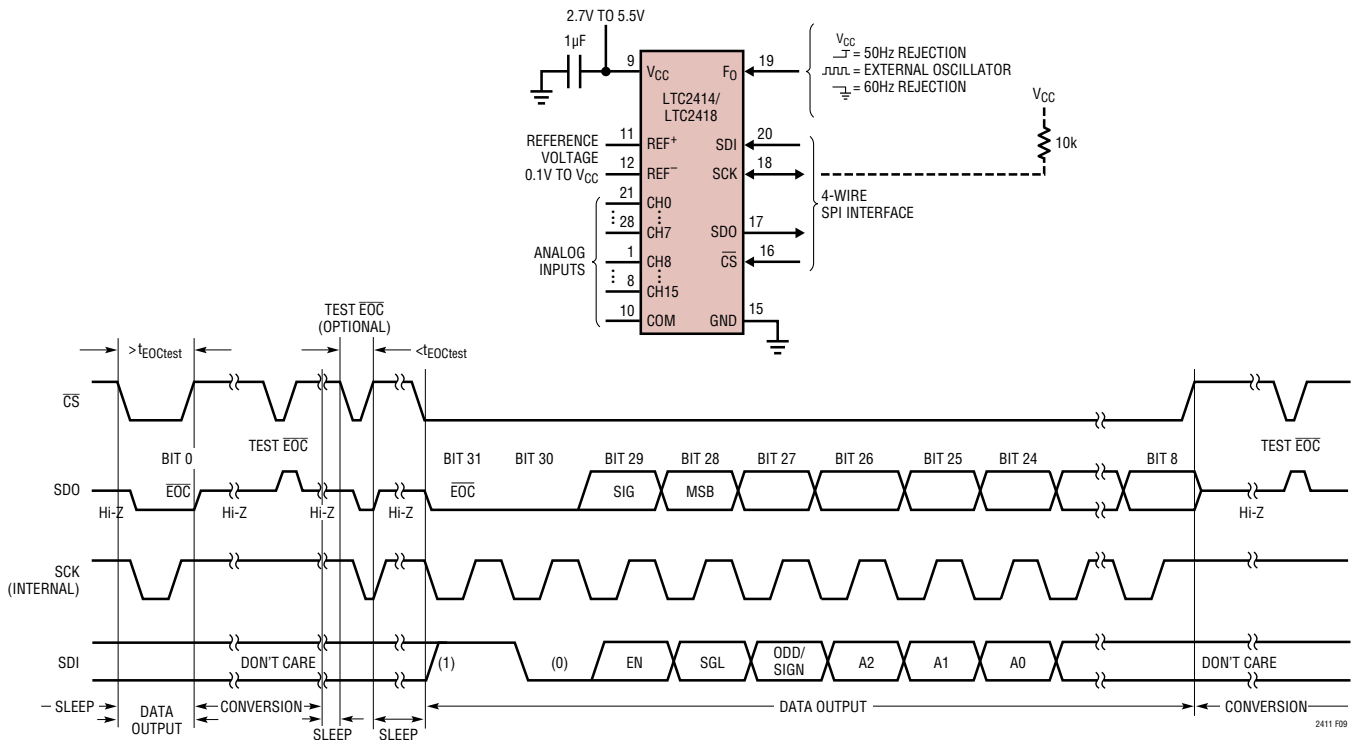 2.7V TO 5.5V
1µF
9
VCC
LTC2414/
LTC2418
FO
19
VCC
= 50Hz REJECTION
= EXTERNAL OSCILLATOR
= 60Hz REJECTION
VCC
10k
REFERENCE
VOLTAGE
0.1V TO VCC
11
REF+
12
REF–
SDI
20
SCK
18
SDO
17
CS
16
4-WIRE
SPI INTERFACE
ANALOG
INPUTS
21
CH0
28
CH7
1
CH8
8
CH15
10
COM
GND
15
TEST EOC
(OPTIONAL)
>tEOCtest
<tEOCtest
CS
TEST EOC
BIT 0
EOC
BIT 31
EOC
BIT 30
BIT 29
SIG
BIT 28
MSB
BIT 27
BIT 26
BIT 25
BIT 24
BIT 8
TEST EOC
SDO
Hi-Z
Hi-Z
Hi-Z
Hi-Z
Hi-Z
SCK
(INTERNAL)
SDI
DON'T CARE
(1)
(0)
EN
SGL
ODD/
SIGN
A2
A1
A0
DON'T CARE
SLEEP
DATA
OUTPUT
CONVERSION
SLEEP
SLEEP
DATA OUTPUT
CONVERSION
2411 F09